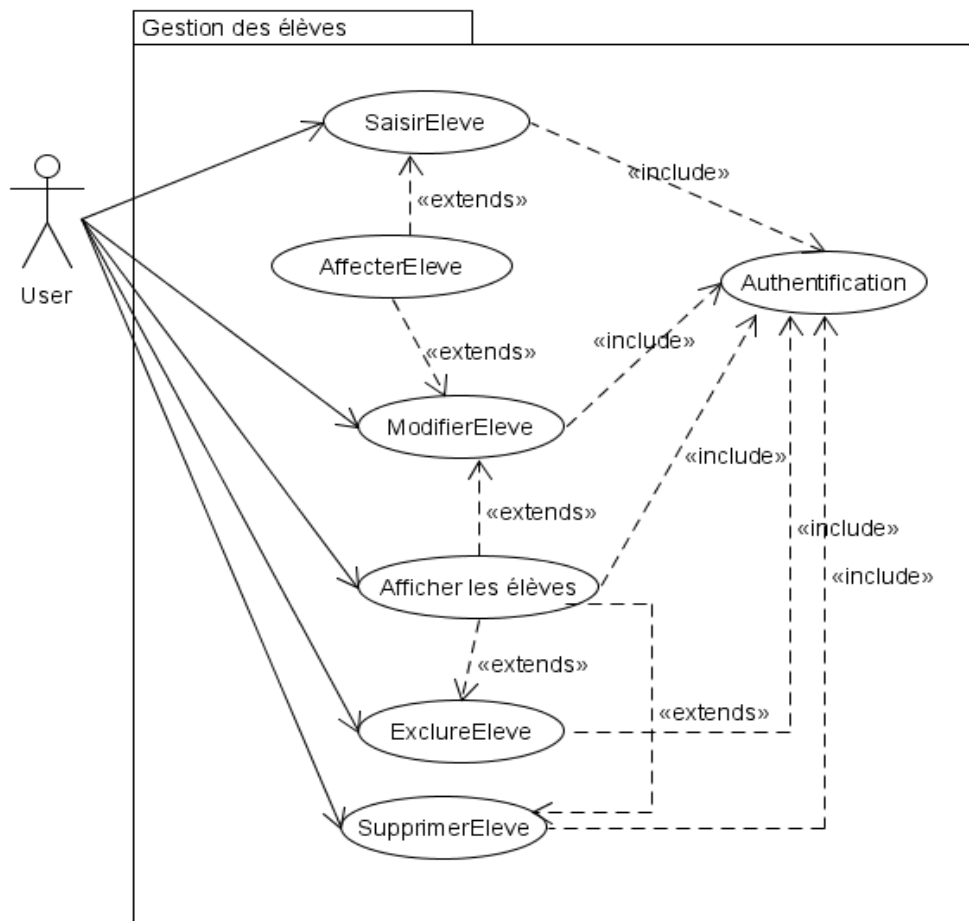 Gestion des élèves
SaisirEleve
«include»
«extends»
AffecterEleve
Authentification
User
«extends»
«include»
ModifierEleve
«include»
«extends»
«include»
Afficher les élèves
«include»
«extends»
«extends»
ExclureEleve
SupprimerEleve